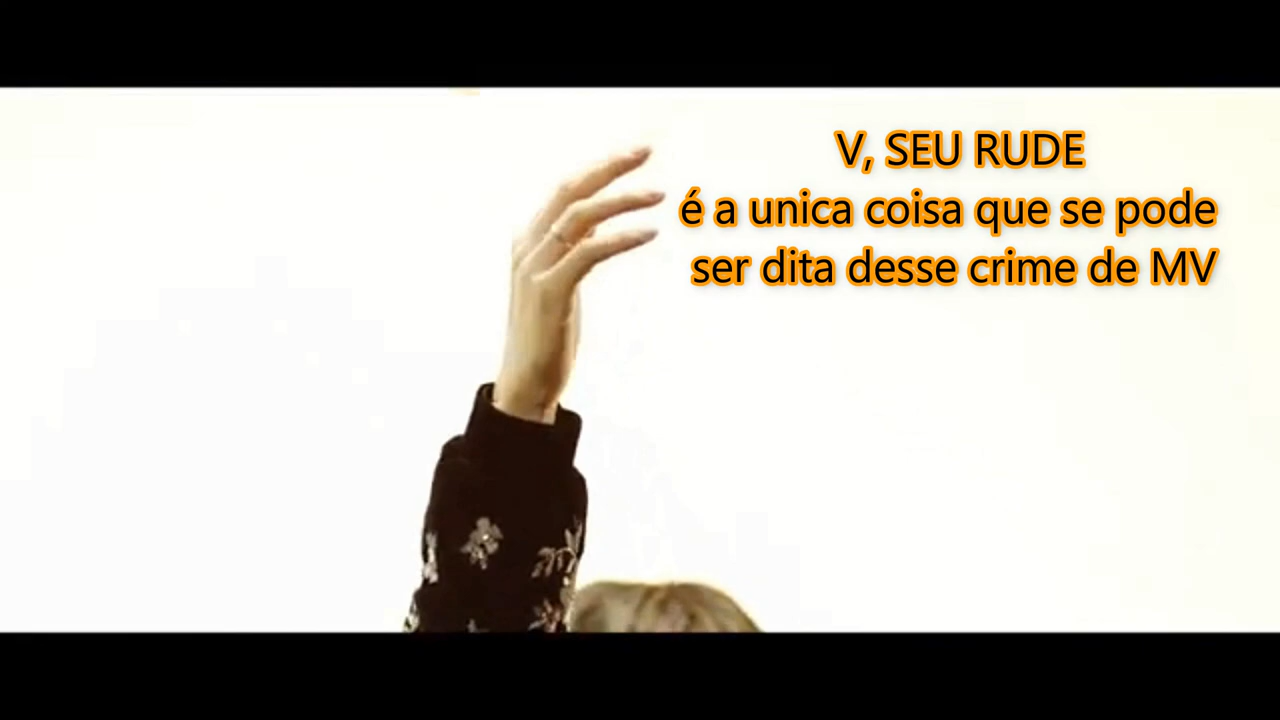 V, SEU RUDE
é a unica coisa que se pode
ser dita desse crime de MV